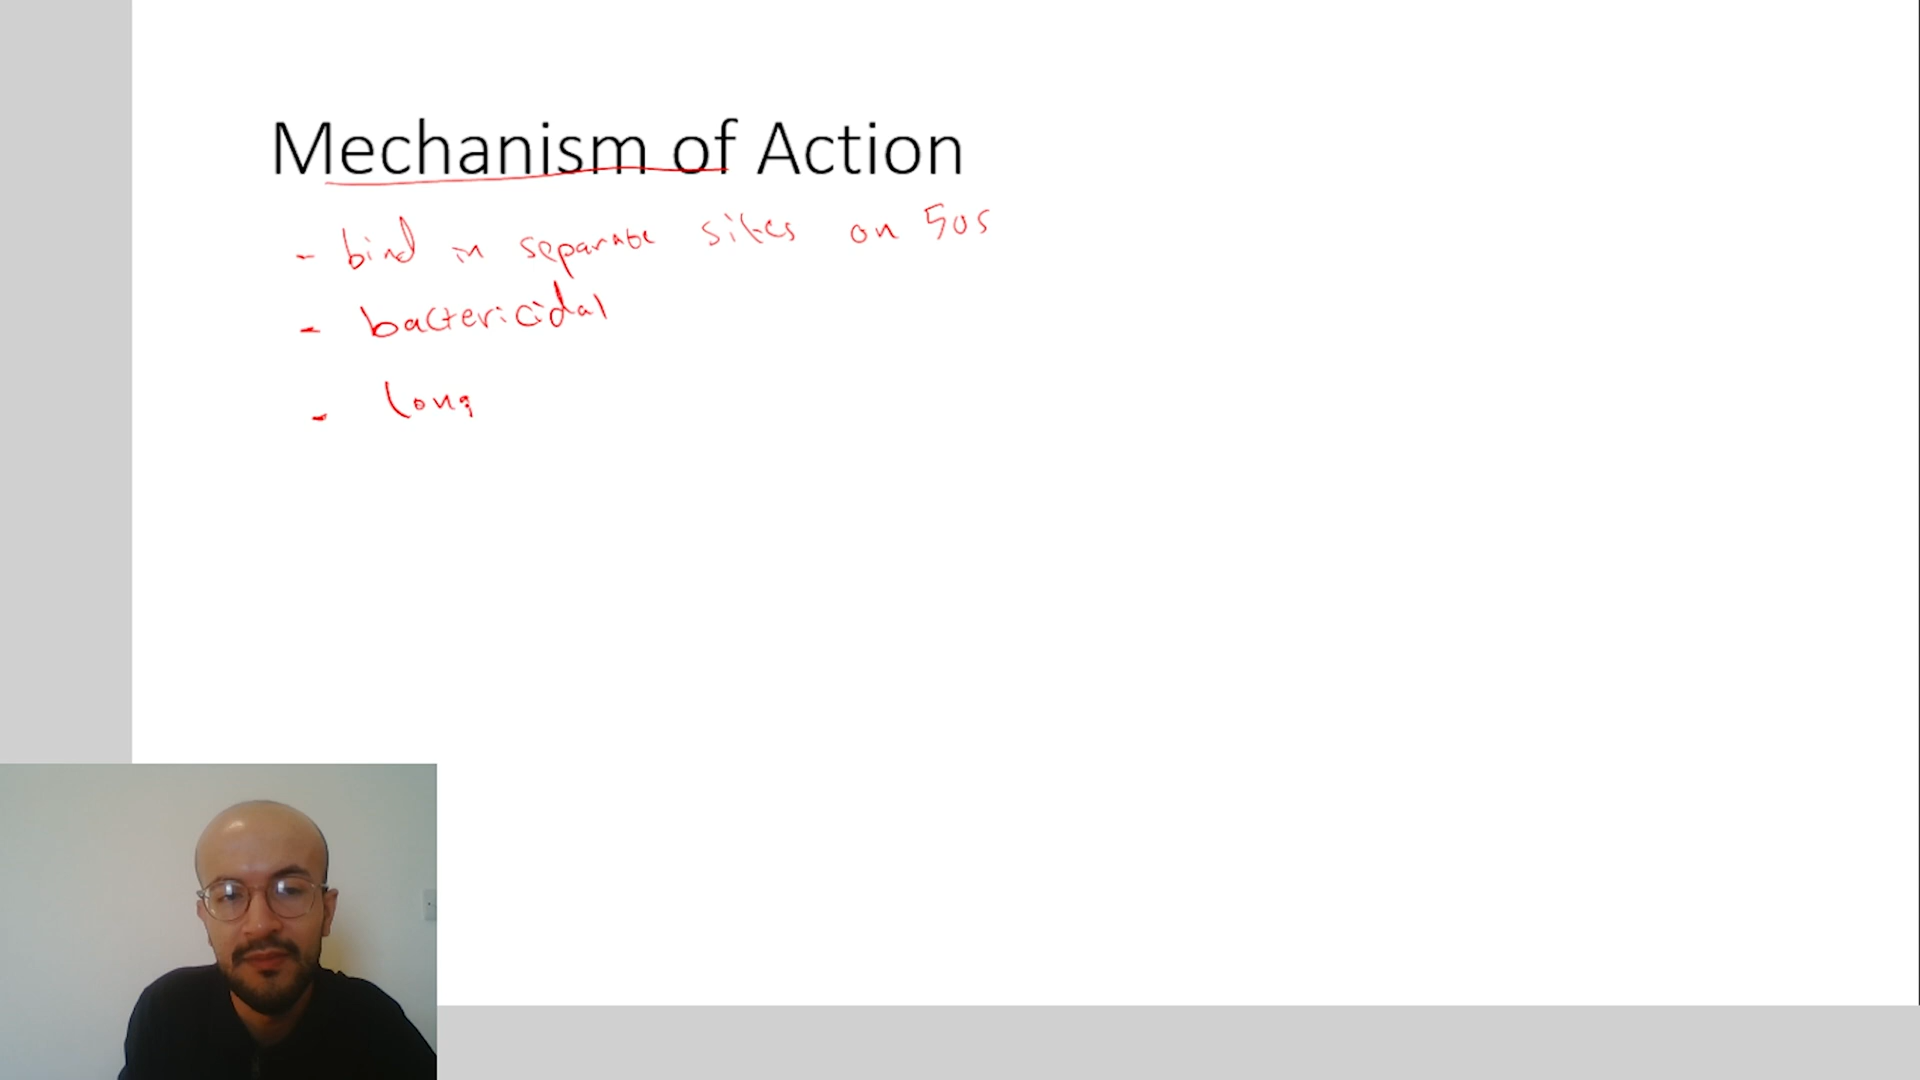 Mechanism of Action
- bind in separate sites on 50s
- bactericidal
- long